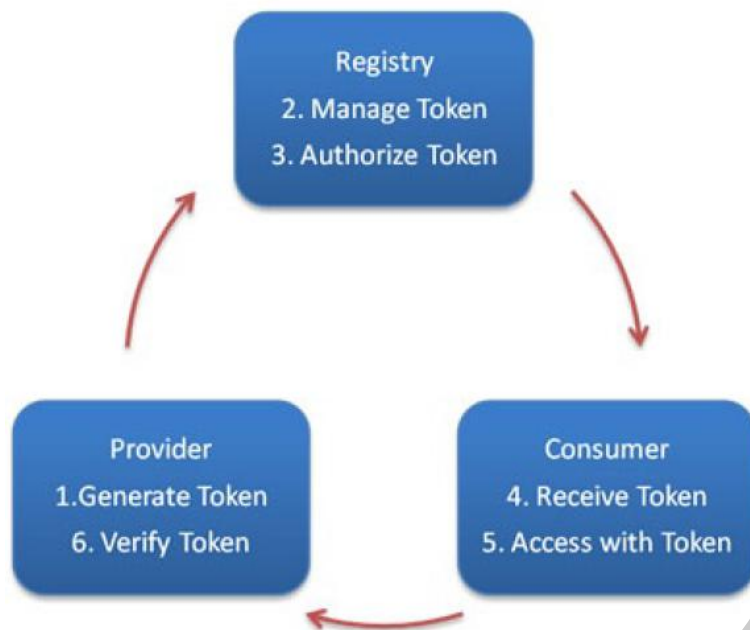 Registry
2. Manage Token
3. Authorize Token
Provider
1.Generate Token
6. Verify Token
Consumer
4. Receive Token
5. Access with Token